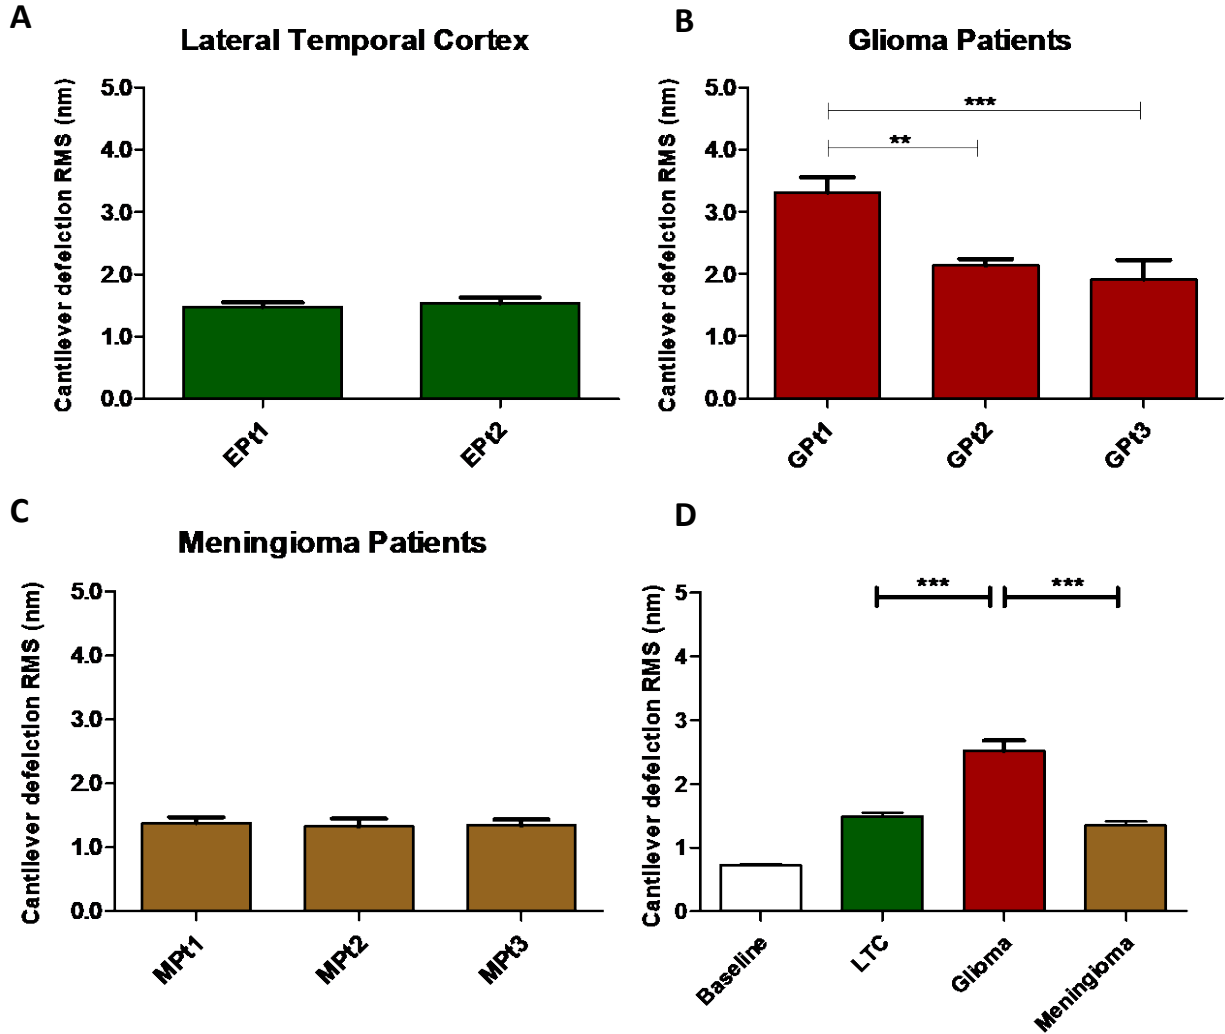 A
Lateral Temporal Cortex
Cantilever defelction RMS (nm)
5.0
4.0
3.0
2.0
1.0
0.0
EPt1
EPt2
B
Glioma Patients
Cantilever defelction RMS (nm)
5.0
4.0
3.0
2.0
1.0
0.0
***
**
GPt1
GPt2
GPt3
C
Meningioma Patients
Cantilever defelction RMS (nm)
5.0
4.0
3.0
2.0
1.0
0.0
MPt1
MPt2
MPt3
D
Cantilever defelction RMS (nm)
5
4
3
2
1
0
***
***
Baseline
LTC
Glioma
Meningioma